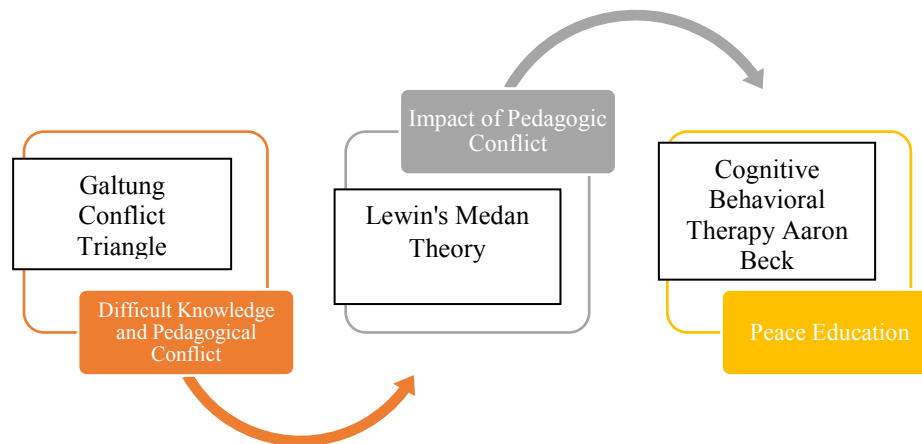 Galtung
Conflict
Triangle
Difficult Knowledge
and Pedagogical
Conflict
Impact of Pedagogic
Conflict
Lewin's Medan
Theory
Cognitive
Behavioral
Therapy Aaron
Beck
Peace Education